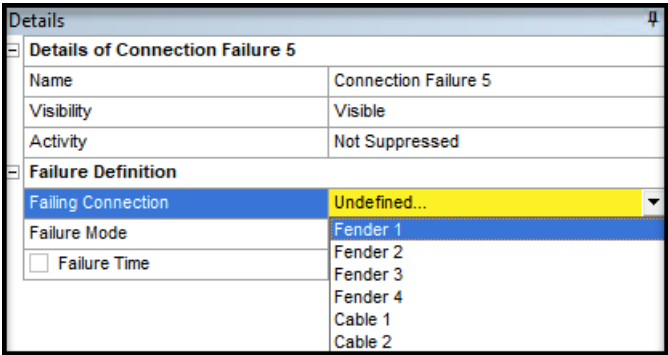 Details
Details of Connection Failure 5
Name Connection Failure 5
Visibility Visible
Activity Not Suppressed
Failure Definition
Failing Connection Undefined...
Failure Mode Fender 1
Fender 2
Failure Time Fender 3
Fender 4
Cable 1
Cable 2